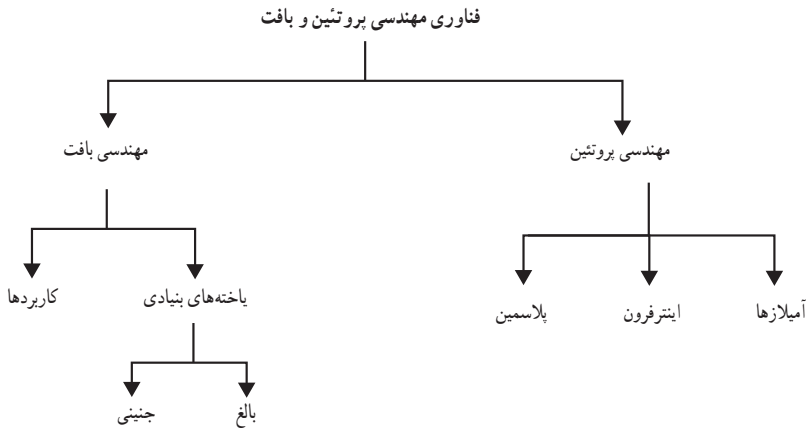 فناوری مهندسی پروتئین و بافت
مهندسی پروتئین
مهندسی بافت
آمیلازها
اینترفرون
پلاسمین
یاخته‌های بنیادی
کاربردها
بالغ
جنینی